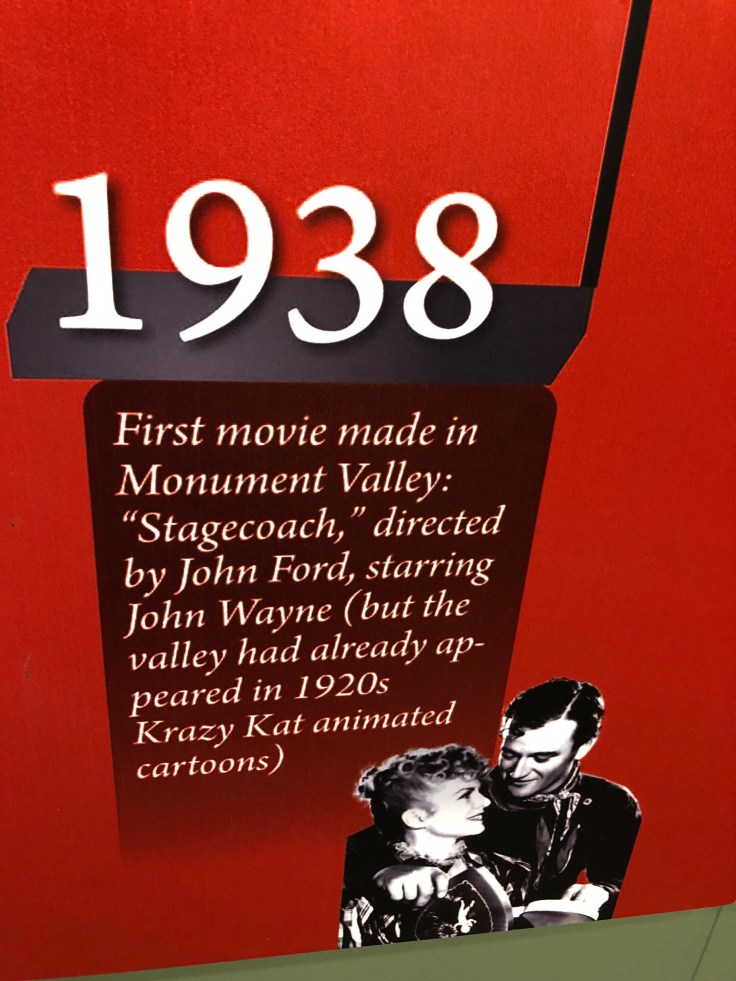 1938
First movie made in
Monument Valley:
“Stagecoach,” directed
by John Ford, starring
John Wayne (but the
valley had already ap-
peared in 1920s
Krazy Kat animated
cartoons)